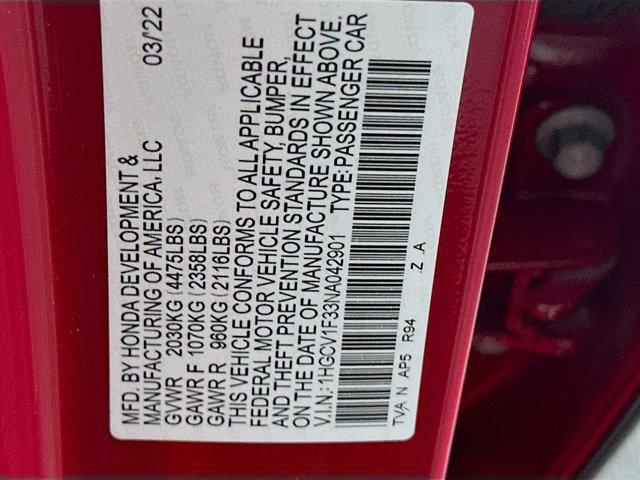 MFD. BY HONDA DEVELOPMENT & 03/22
MANUFACTURING OF AMERICA, LLC
GVWR 2030KG (4475LBS)
GAWR F 1070KG (2358LBS)
GAWR R 960KG (2116LBS)
THIS VEHICLE CONFORMS TO ALL APPLICABLE
FEDERAL MOTOR VEHICLE SAFETY, BUMPER,
AND THEFT PREVENTION STANDARDS IN EFFECT
ON THE DATE OF MANUFACTURE SHOWN ABOVE.
V.I.N: 1HGCV1F33NA042901 TYPE: PASSENGER CAR
TVA N AP5 R94 Z .A